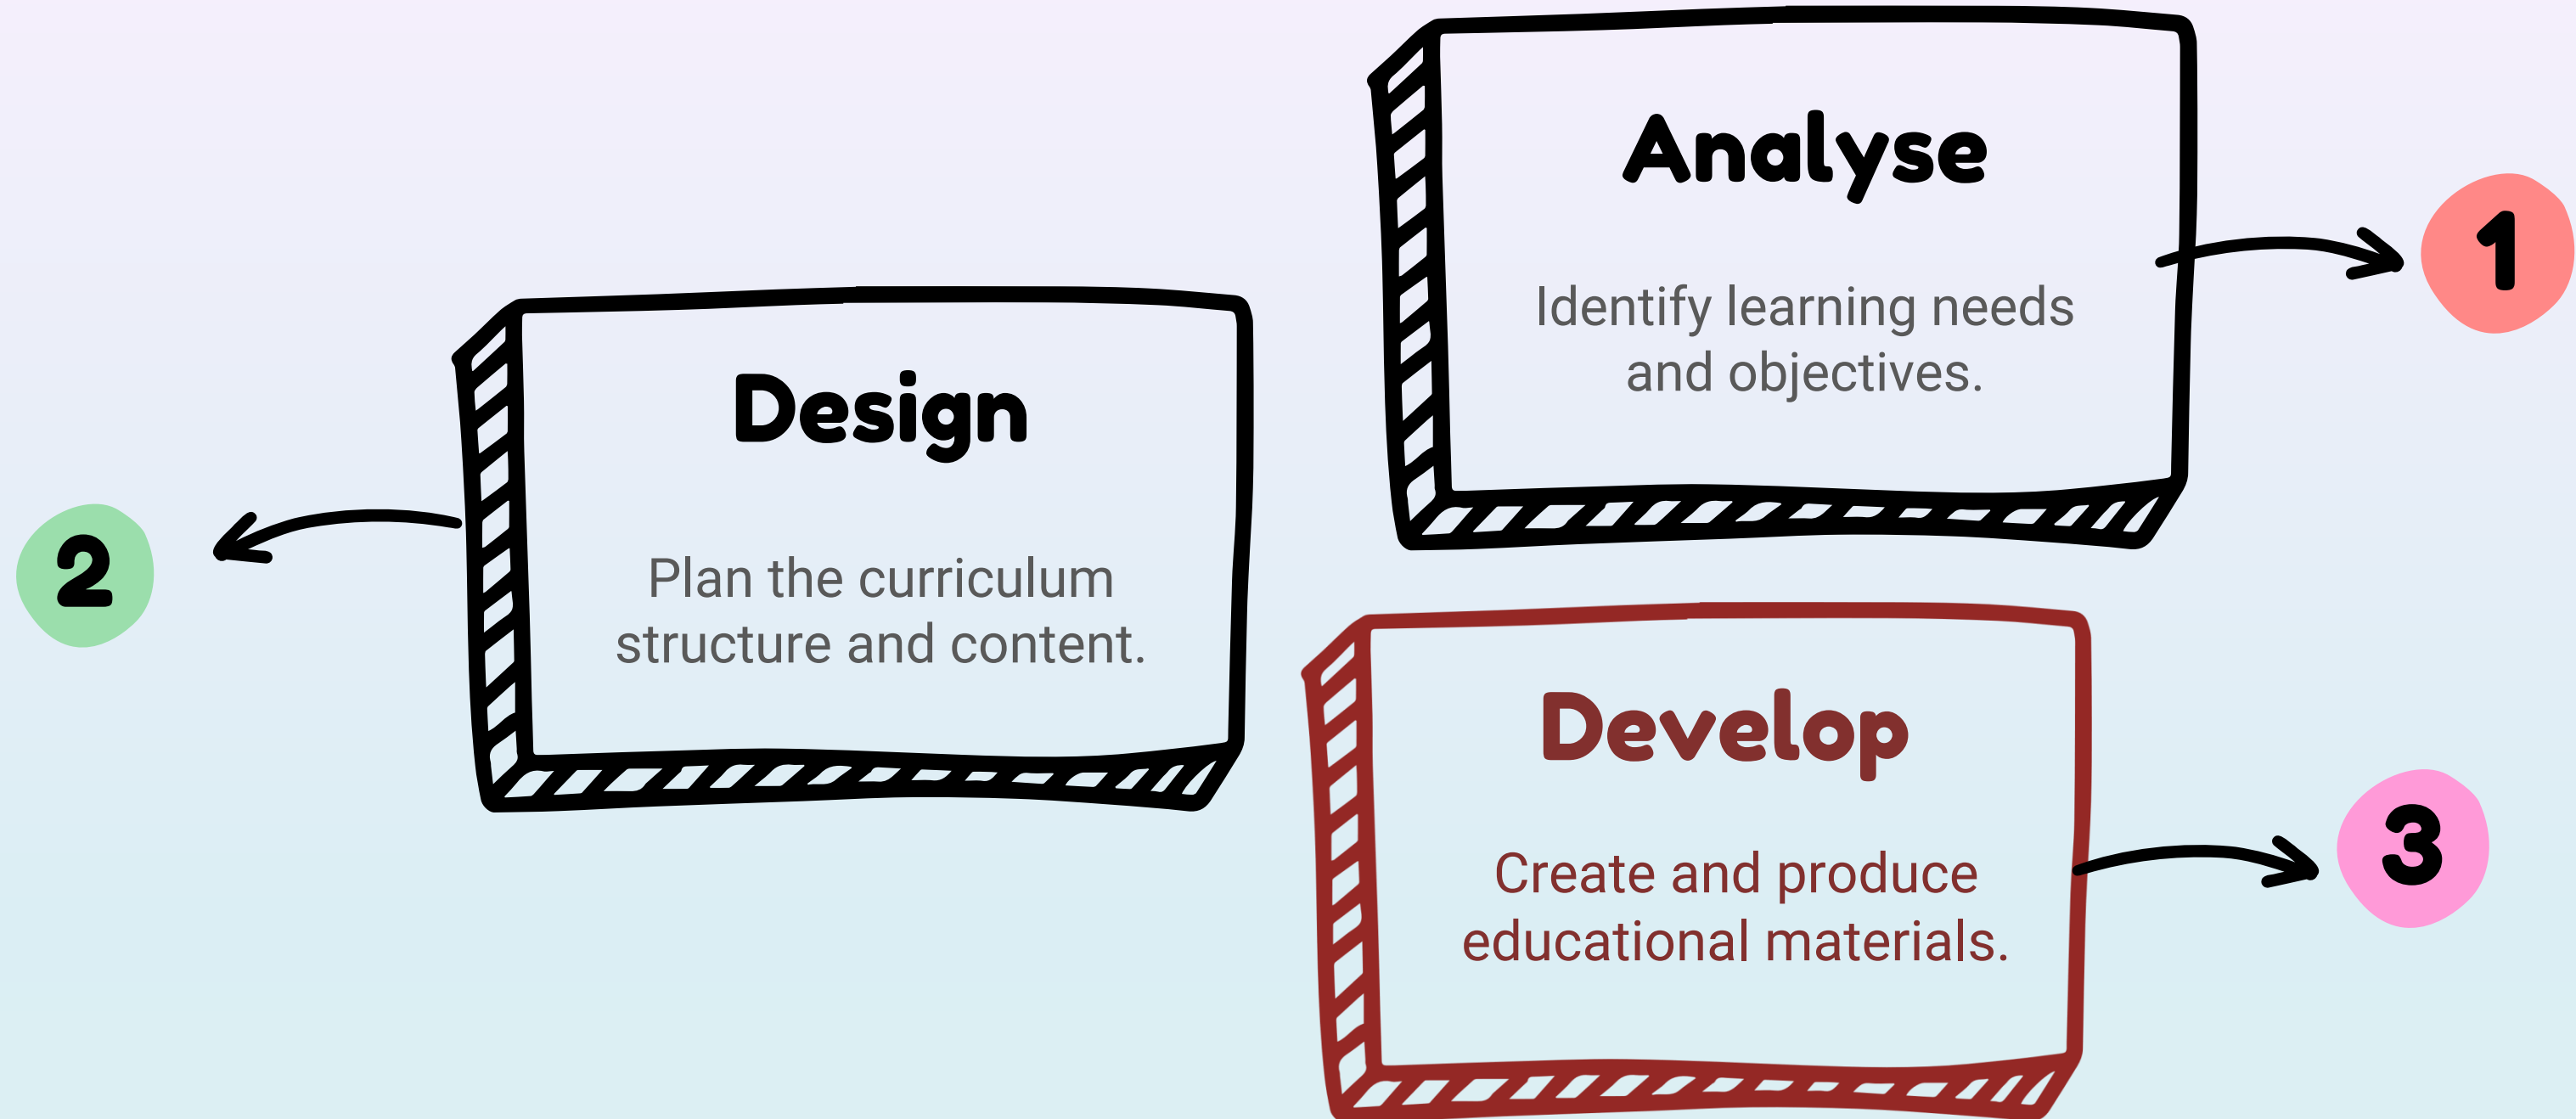 Analyse
Identify learning needs
and objectives.
1
Design
Plan the curriculum
structure and content.
2
Develop
Create and produce
educational materials.
3